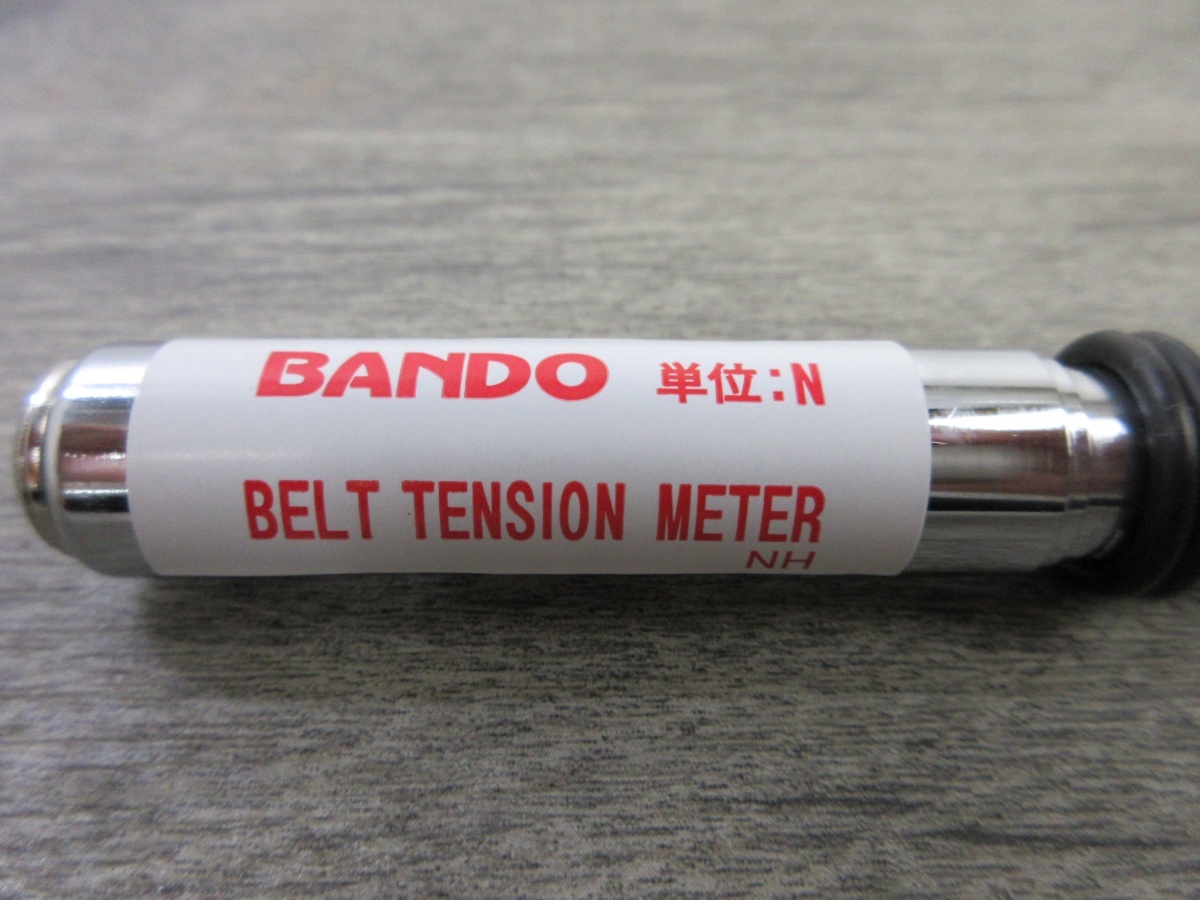 BANDO 単位:N
BELT TENSION METER
NH